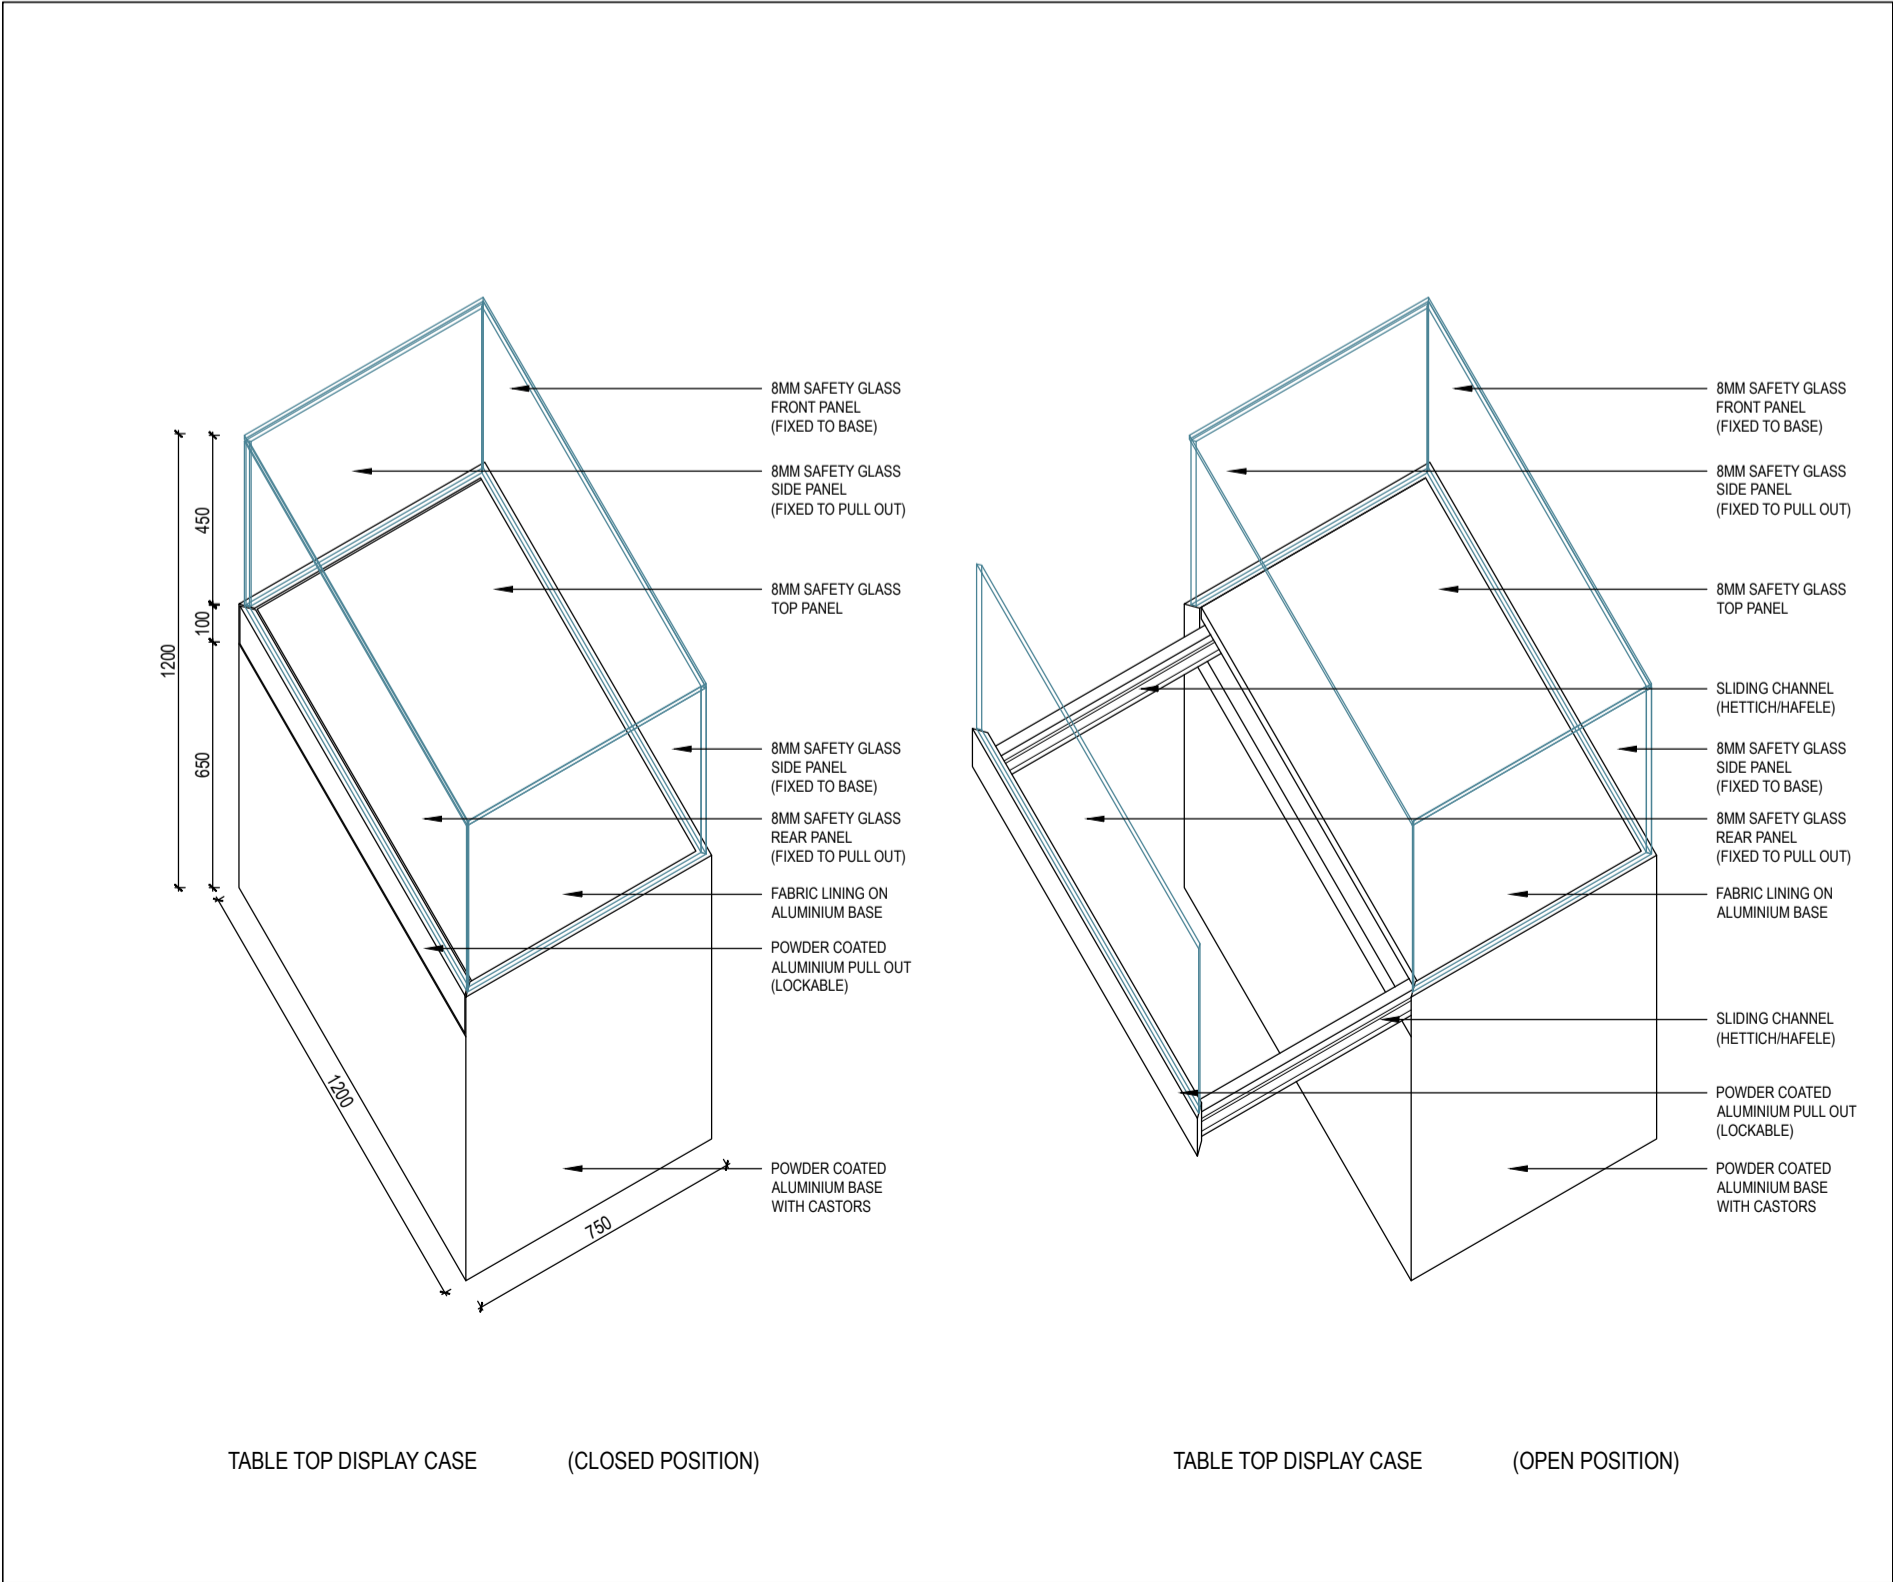 8MM SAFETY GLASS
FRONT PANEL
(FIXED TO BASE)
8MM SAFETY GLASS
SIDE PANEL
(FIXED TO PULL OUT)
8MM SAFETY GLASS
TOP PANEL
8MM SAFETY GLASS
SIDE PANEL
(FIXED TO BASE)
8MM SAFETY GLASS
REAR PANEL
(FIXED TO PULL OUT)
FABRIC LINING ON
ALUMINIUM BASE
POWDER COATED
ALUMINIUM PULL OUT
(LOCKABLE)
POWDER COATED
ALUMINIUM BASE
WITH CASTORS
450
100
1200
650
1200
750
TABLE TOP DISPLAY CASE (CLOSED POSITION)
8MM SAFETY GLASS
FRONT PANEL
(FIXED TO BASE)
8MM SAFETY GLASS
SIDE PANEL
(FIXED TO PULL OUT)
8MM SAFETY GLASS
TOP PANEL
SLIDING CHANNEL
(HETTICH/HAFELE)
8MM SAFETY GLASS
SIDE PANEL
(FIXED TO BASE)
8MM SAFETY GLASS
REAR PANEL
(FIXED TO PULL OUT)
FABRIC LINING ON
ALUMINIUM BASE
SLIDING CHANNEL
(HETTICH/HAFELE)
POWDER COATED
ALUMINIUM PULL OUT
(LOCKABLE)
POWDER COATED
ALUMINIUM BASE
WITH CASTORS
TABLE TOP DISPLAY CASE (OPEN POSITION)